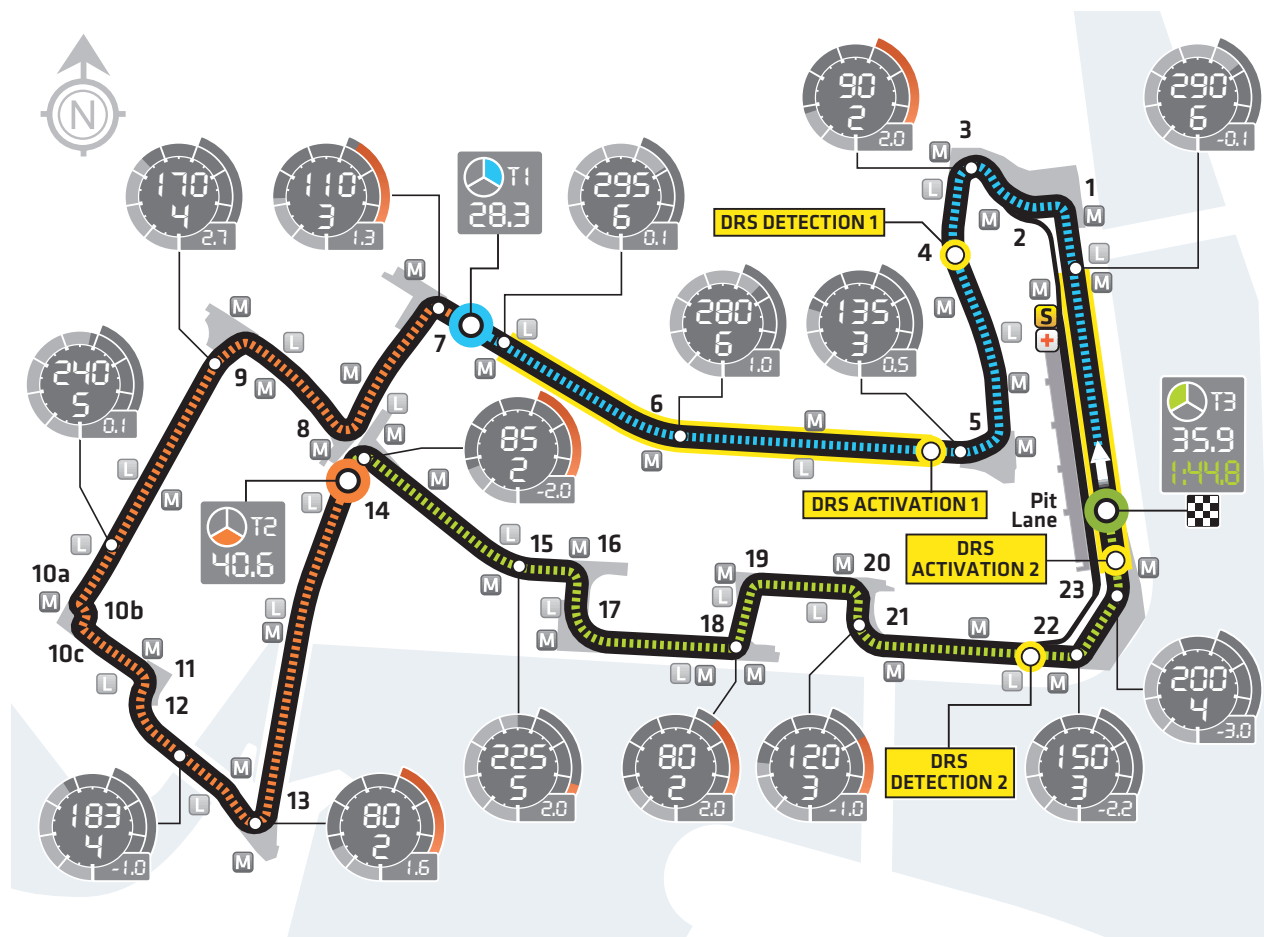 N
90
2
2.0
290
6
-0.1
170
4
2.7
110
3
1.3
T1
28.3
295
6
0.1
3
M
L
M
2
1
M
L
M
DRS DETECTION 1
4
M
S
M
7
L
M
280
6
1.0
135
3
0.5
M
L
M
M
L
9
M
M
240
5
0.1
6
M
M
L
5
M
T3
35.9
1:44.8
L
M
8
M
85
2
-2.0
DRS ACTIVATION 1
Pit
Lane
L
M
L
M
14
T2
40.6
L
10a
M
10b
10c
L
15
M
M
16
L
17
M
M
L
19
18
L
M
M
M
20
L
21
M
DRS
ACTIVATION 2
M
23
22
M
L
M
L
M
M
11
L
12
M
L
13
M
183
4
-1.0
80
2
1.6
225
5
2.0
80
2
2.0
120
3
-1.0
DRS
DETECTION 2
150
3
-2.2
200
4
-3.0